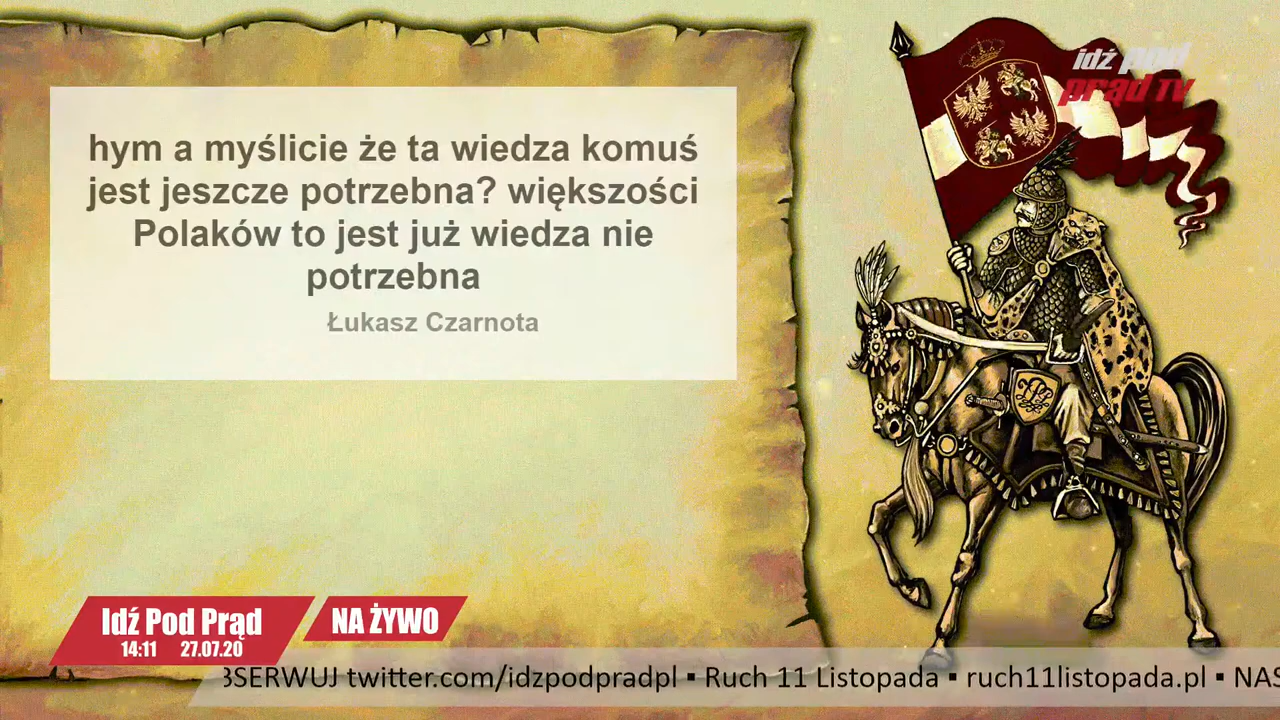 hym a myślicie że ta wiedza komuś
jest jeszcze potrzebna? większości
Polaków to jest już wiedza nie
potrzebna
Łukasz Czarnota
idź pod
prąd TV
Idź Pod Prąd
14:11 27.07.20
NA ŻYWO
BSERWUJ twitter.com/idzpodpradpl ▪ Ruch 11 Listopada ▪ ruch11listopada.pl ▪ NAS